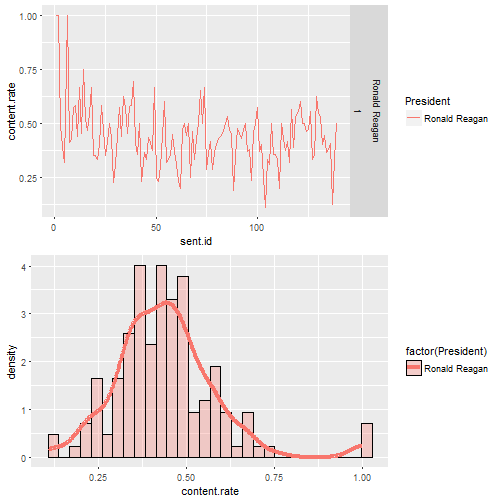 1.00
0.75
0.50
0.25
content.rate
0
50
100
sent.id
Ronald Reagan
1
President
Ronald Reagan
4
3
2
1
0
density
0.25
0.50
0.75
1.00
content.rate
factor(President)
Ronald Reagan